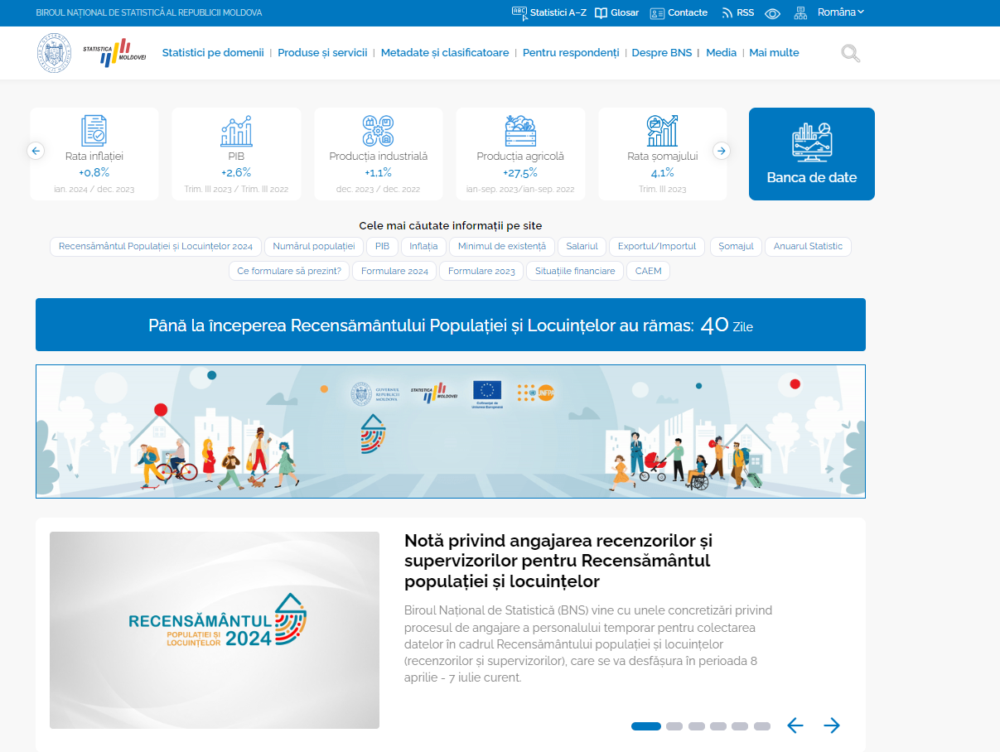 BIROUL NAȚIONAL DE STATISTICĂ AL REPUBLICII MOLDOVA
ABC Statistici A–Z Glosar Contacte RSS Româna
STATISTICA MOLDOVEI
Statistici pe domenii | Produse și servicii | Metadate și clasificatoare | Pentru respondenți | Despre BNS | Media | Mai multe
Rata inflației
+0,8%
ian. 2024 / dec. 2023
PIB
+2,6%
Trim. III 2023 / Trim. III 2022
Producția industrială
+1,1%
dec. 2023 / dec. 2022
Producția agricolă
+27,5%
ian-sep. 2023/ian-sep. 2022
Rata șomajului
4,1%
Trim. III 2023
Banca de date
Cele mai căutate informații pe site
Recensământul Populației și Locuințelor 2024 Numărul populației PIB Inflația Minimul de existență Salariul Exportul/Importul Șomajul Anuarul Statistic
Ce formulare să prezint? Formulare 2024 Formulare 2023 Situațiile financiare CAEM
Până la începerea Recensământului Populației și Locuințelor au rămas: 40 Zile
GUVERNUL
REPUBLICII
MOLDOVA
STATISTICA MOLDOVEI
Cofinanțat de
Uniunea Europeană
UNFPA
RECENSĂMÂNTUL
POPULAȚIEI ȘI
LOCUINȚELOR 2024
Notă privind angajarea recenzorilor și
supervizorilor pentru Recensământul
populației și locuințelor
Biroul Național de Statistică (BNS) vine cu unele concretizări privind
procesul de angajare a personalului temporar pentru colectarea
datelor în cadrul Recensământului populației și locuințelor
(recenzorilor și supervizorilor), care se va desfășura în perioada 8
aprilie - 7 iulie curent.